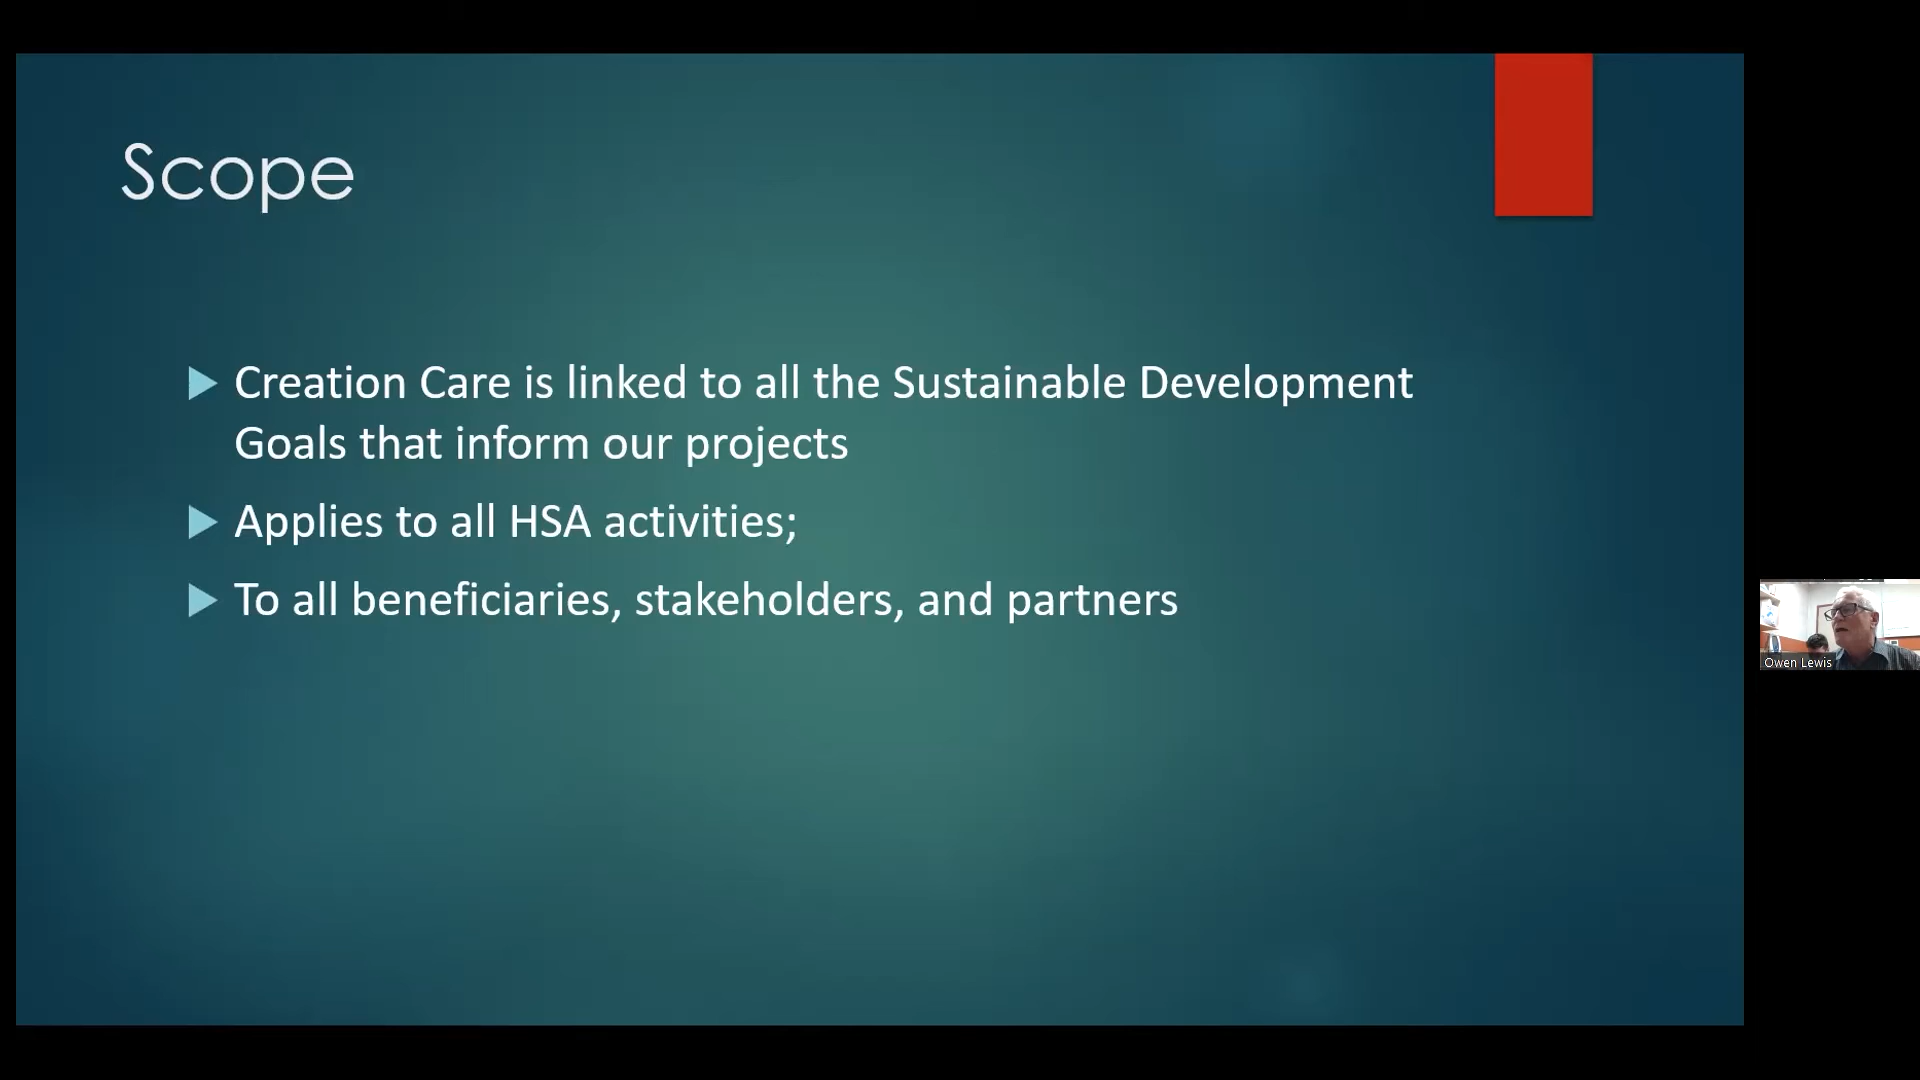 Scope
Creation Care is linked to all the Sustainable Development
Goals that inform our projects
Applies to all HSA activities;
To all beneficiaries, stakeholders, and partners
Owen Lewis